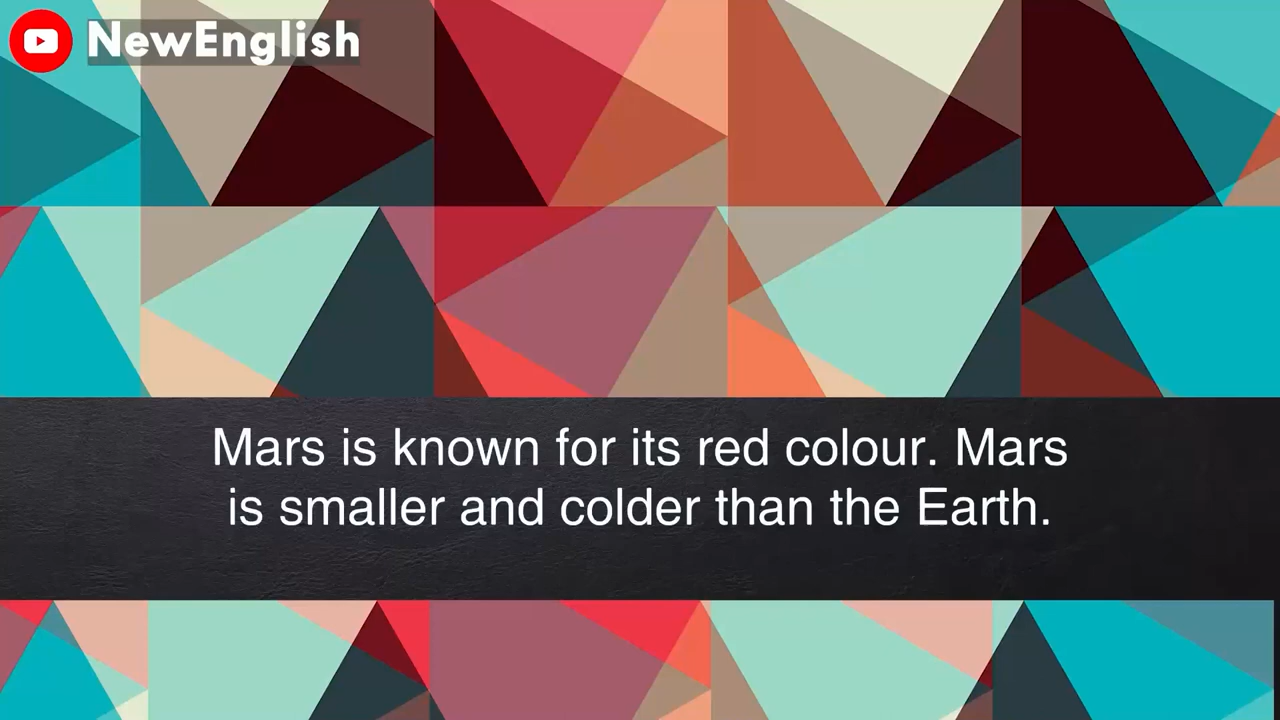 NewEnglish
Mars is known for its red colour. Mars
is smaller and colder than the Earth.